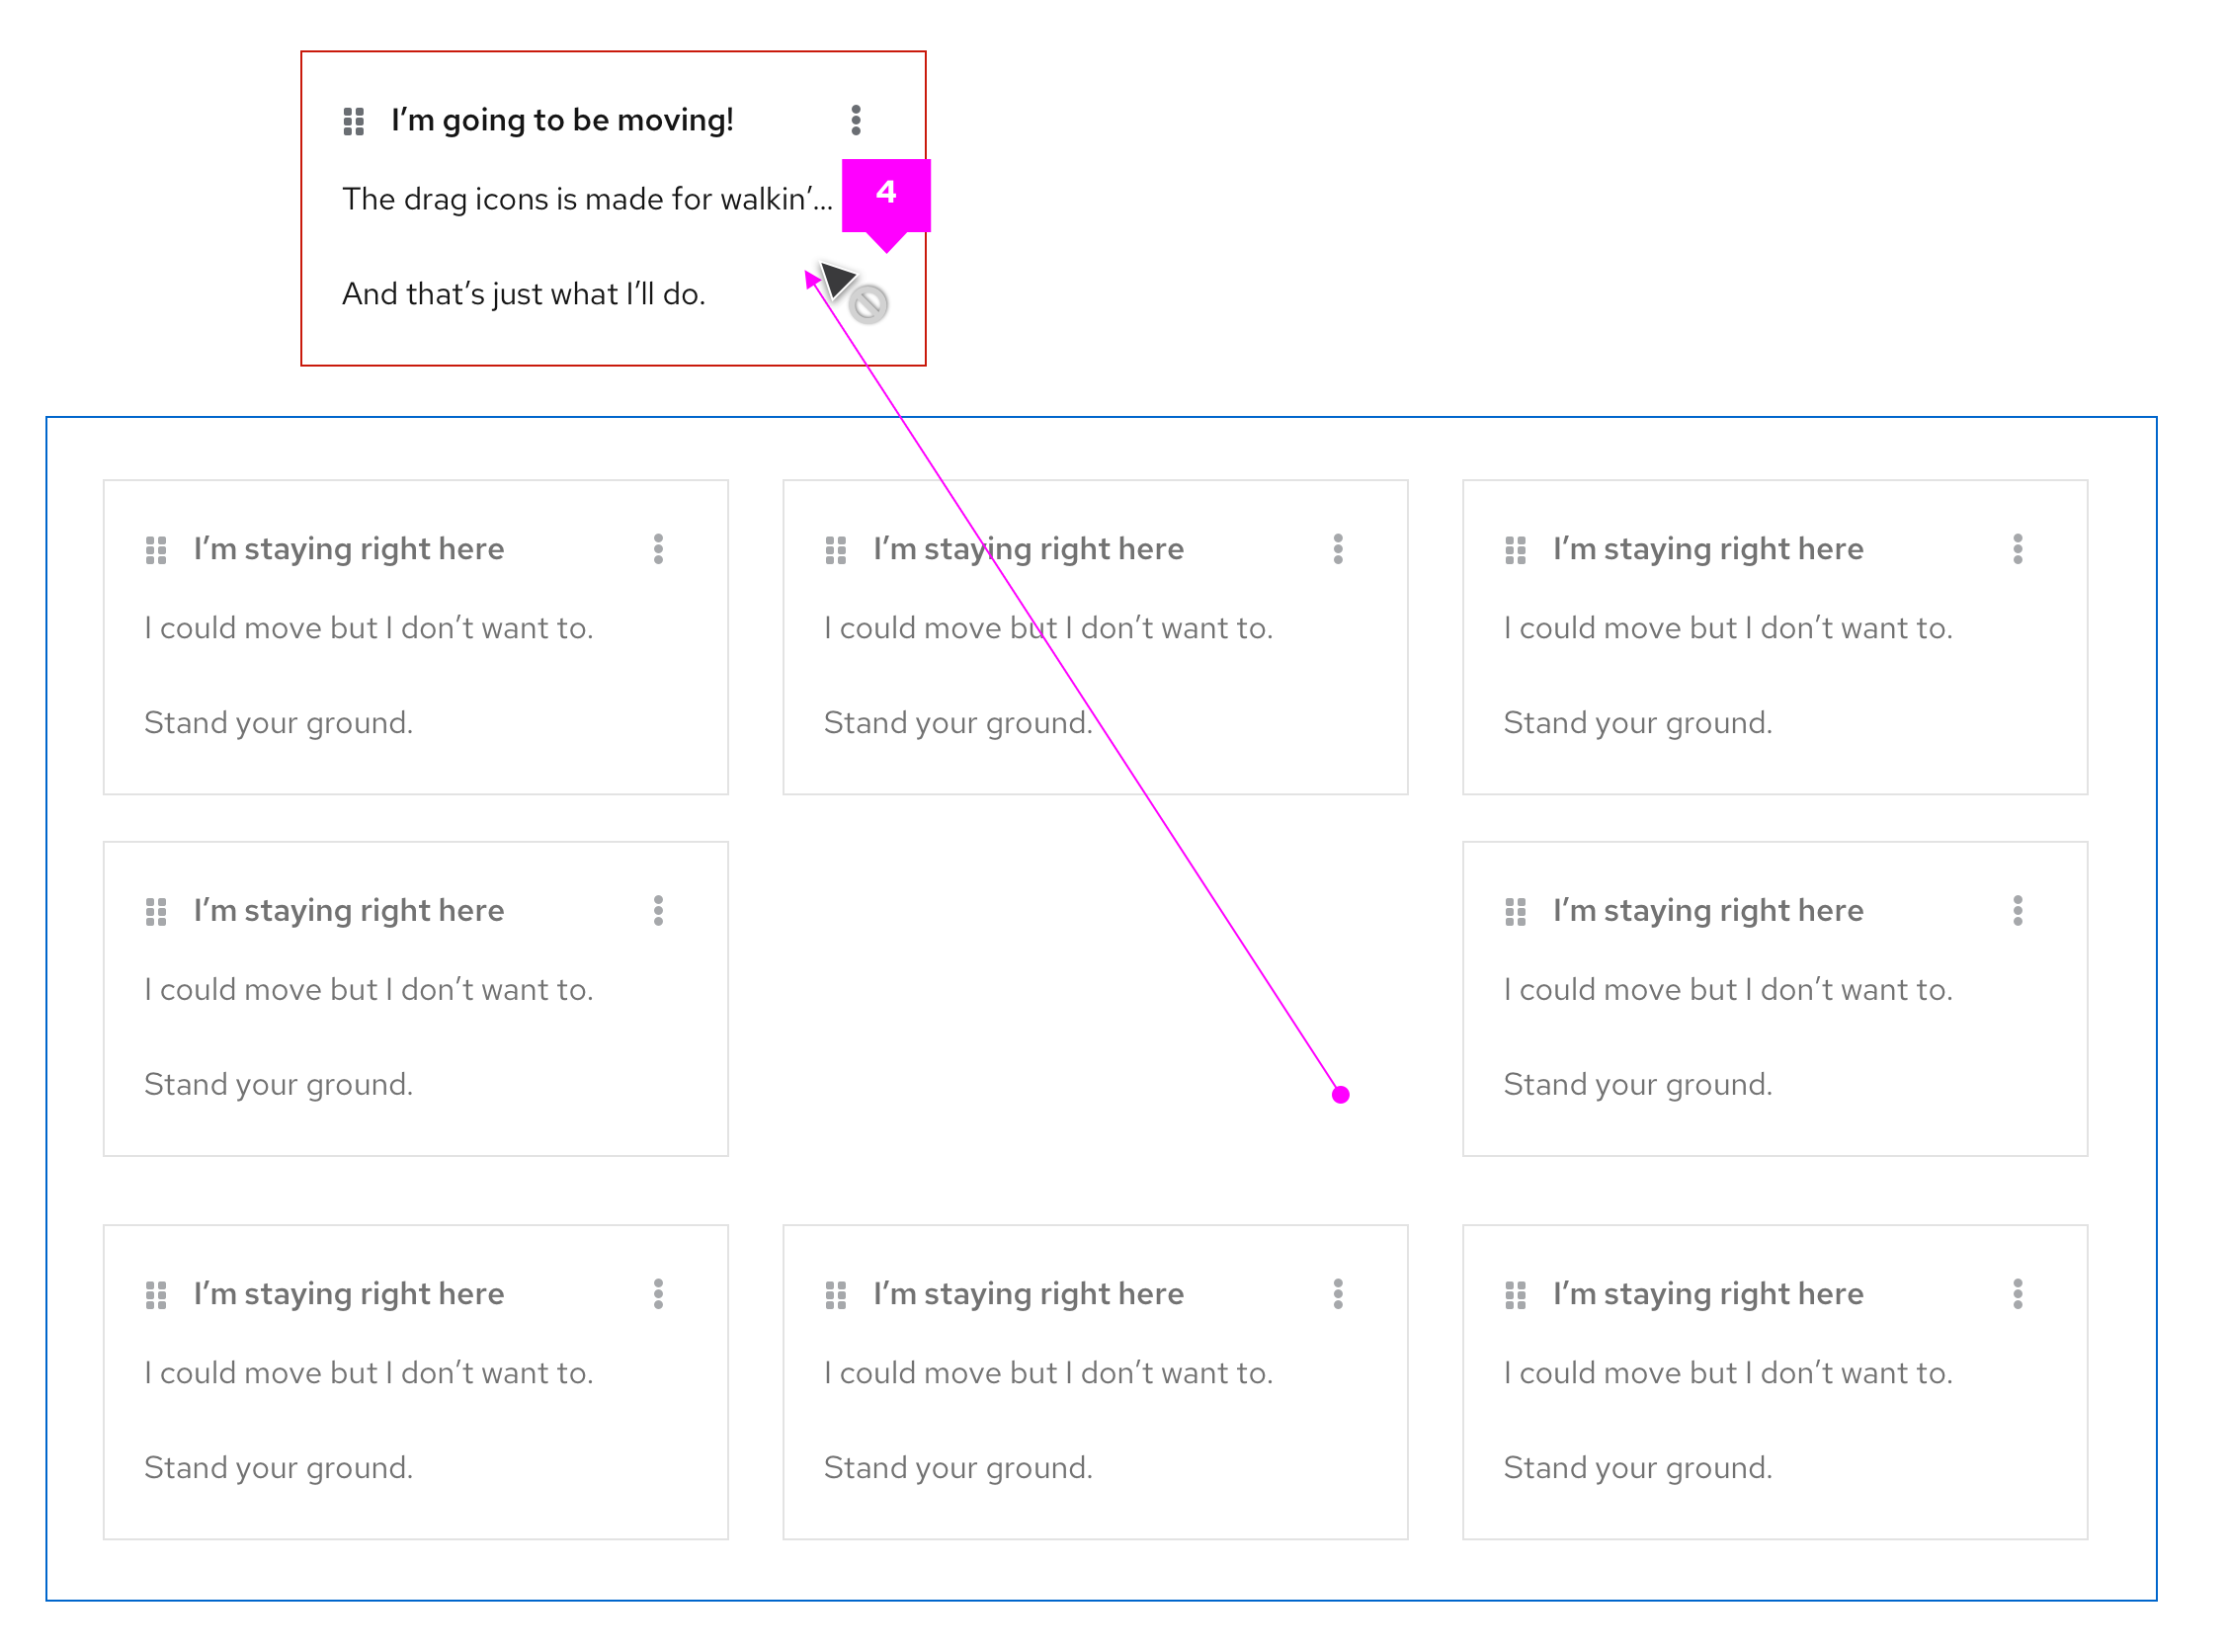 I’m going to be moving!
The drag icons is made for walkin’...
4
And that’s just what I’ll do.
I’m staying right here
I could move but I don’t want to.
Stand your ground.
I’m staying right here
I could move but I don’t want to.
Stand your ground.
I’m staying right here
I could move but I don’t want to.
Stand your ground.
I’m staying right here
I could move but I don’t want to.
Stand your ground.
I’m staying right here
I could move but I don’t want to.
Stand your ground.
I’m staying right here
I could move but I don’t want to.
Stand your ground.
I’m staying right here
I could move but I don’t want to.
Stand your ground.
I’m staying right here
I could move but I don’t want to.
Stand your ground.